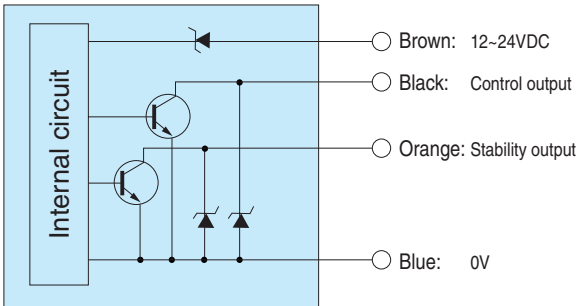 Internal circuit
Brown: 12~24VDC
Black: Control output
Orange: Stability output
Blue: 0V